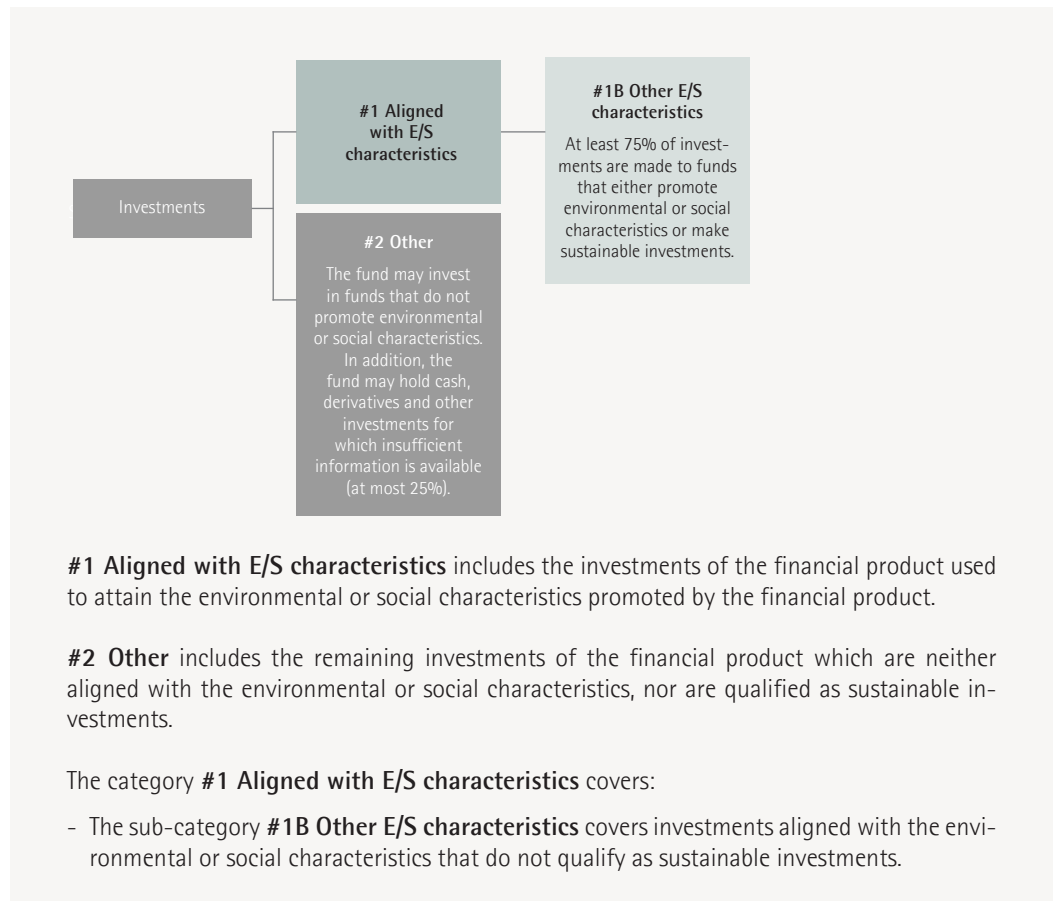 Investments
#1 Aligned
with E/S
characteristics
#1B Other E/S
characteristics
At least 75% of invest-
ments are made to funds
that either promote
environmental or social
characteristics or make
sustainable investments.
#2 Other
The fund may invest
in funds that do not
promote environmental
or social characteristics.
In addition, the
fund may hold cash,
derivatives and other
investments for
which insufficient
information is available
(at most 25%).
#1 Aligned with E/S characteristics includes the investments of the financial product used
to attain the environmental or social characteristics promoted by the financial product.
#2 Other includes the remaining investments of the financial product which are neither
aligned with the environmental or social characteristics, nor are qualified as sustainable in-
vestments.
The category #1 Aligned with E/S characteristics covers:
- The sub-category #1B Other E/S characteristics covers investments aligned with the envi-
ronmental or social characteristics that do not qualify as sustainable investments.